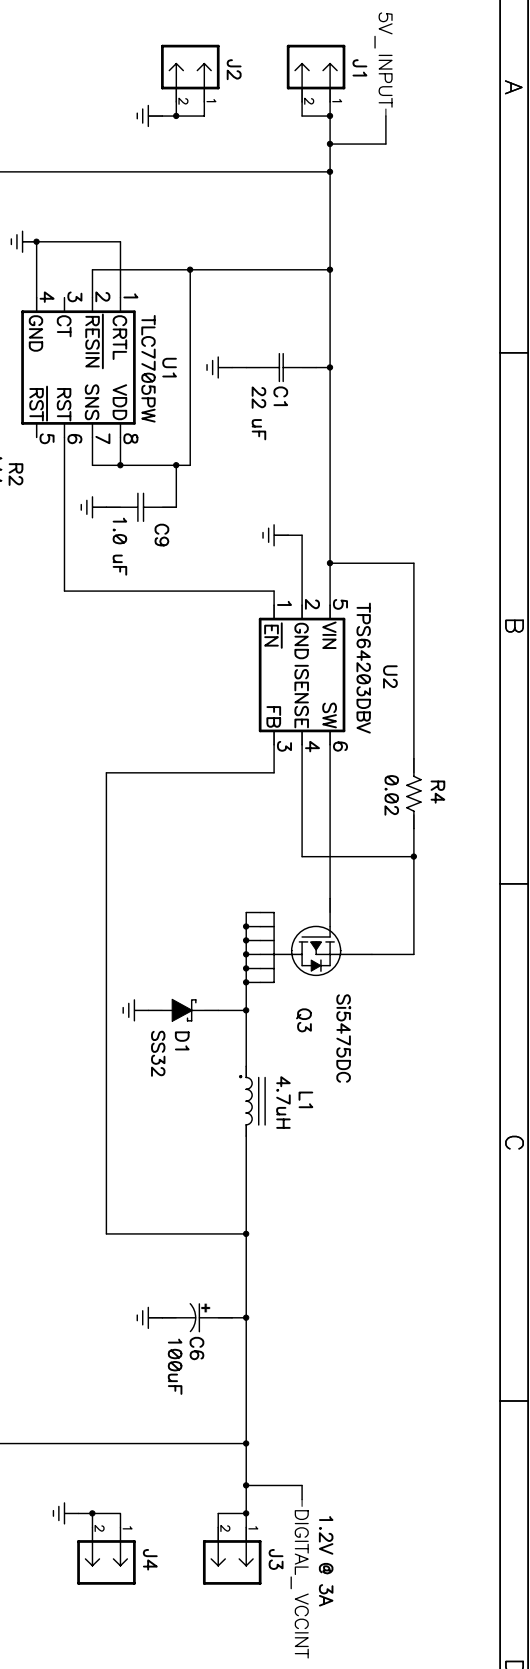 A
B
C
D
5V_INPUT
J1
1
2
J2
1
2
U1
TLC7705PW
1
2
3
4
CRTL
RESIN
CT
GND
VDD
SNS
RST
RST
8
7
6
5
R2
C1
22 uF
C9
1.0 uF
U2
TPS64203DBV
5
2
1
VIN
GND
EN
SW
ISENSE
FB
6
4
3
R4
0.02
Si5475DC
Q3
D1
SS32
L1
4.7uH
+
C6
100uF
1.2V @ 3A
DIGITAL_VCCINT
J3
1
2
J4
1
2